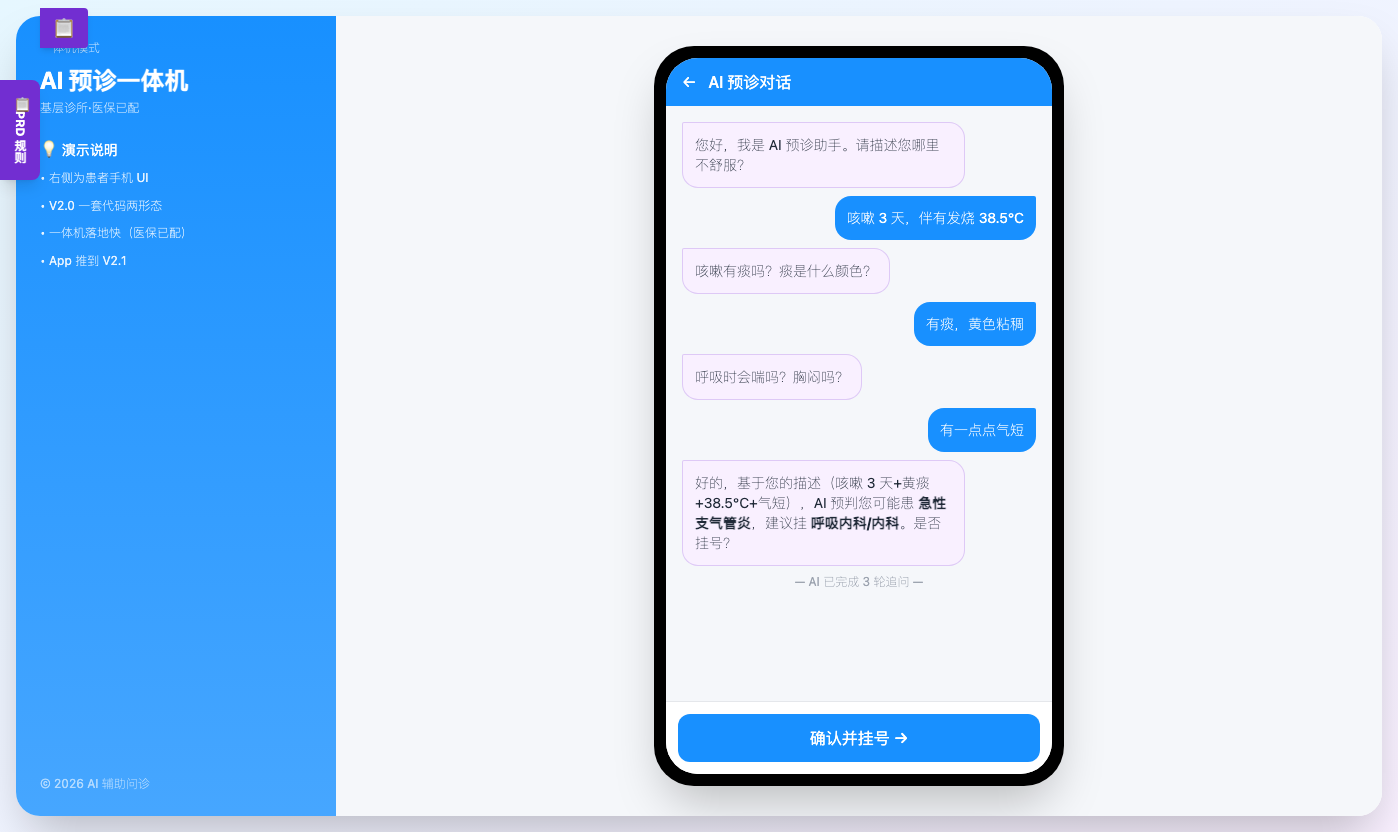 体机模式
AI 预诊一体机
基层诊所·医保已配
PRD 规则
💡 演示说明
• 右侧为患者手机 UI
• V2.0 一套代码两形态
• 一体机落地快（医保已配）
• App 推到 V2.1
© 2026 AI 辅助问诊
← AI 预诊对话
您好，我是 AI 预诊助手。请描述您哪里
不舒服？
咳嗽 3 天，伴有发烧 38.5°C
咳嗽有痰吗？痰是什么颜色？
有痰，黄色粘稠
呼吸时会喘吗？胸闷吗？
有一点点气短
好的，基于您的描述（咳嗽 3 天+黄痰
+38.5°C+气短），AI 预判您可能患 急性
支气管炎，建议挂 呼吸内科/内科。是否
挂号？
— AI 已完成 3 轮追问 —
确认并挂号 →